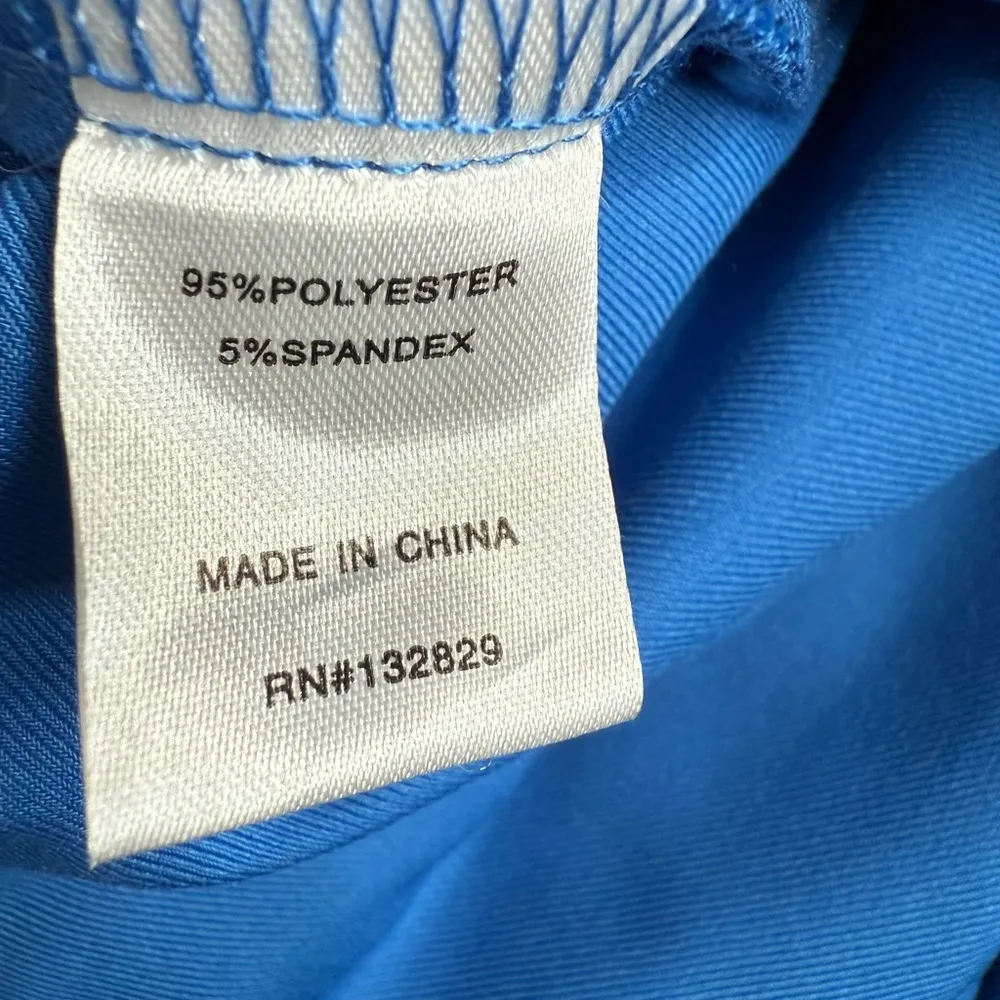 95%POLYESTER
5%SPANDEX
MADE IN CHINA
RN#132829